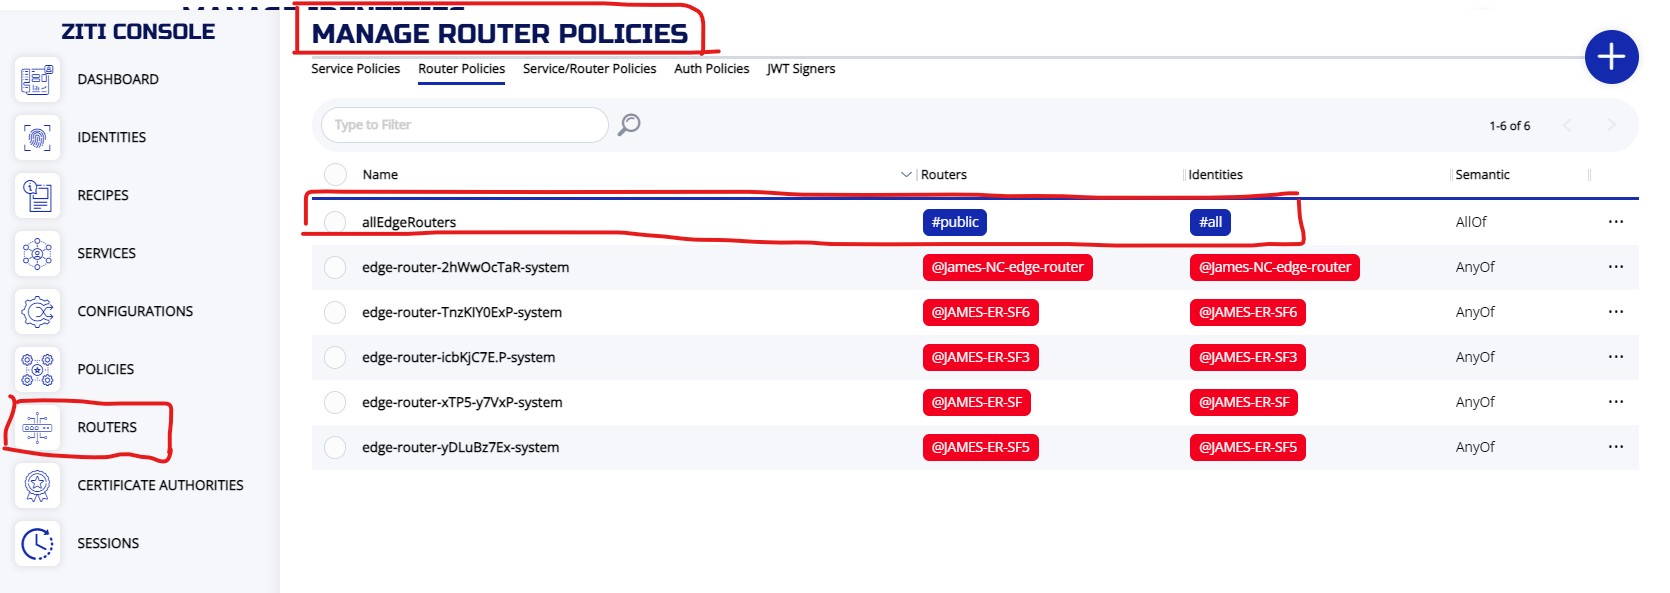 MANAGE IDENTITIES
ZITI CONSOLE
DASHBOARD
IDENTITIES
RECIPES
SERVICES
CONFIGURATIONS
POLICIES
ROUTERS
CERTIFICATE AUTHORITIES
SESSIONS
MANAGE ROUTER POLICIES
Service Policies Router Policies Service/Router Policies Auth Policies JWT Signers
Type to Filter
1-6 of 6
Name Routers Identities Semantic
allEdgeRouters #public #all AllOf
edge-router-2hWwOcTaR-system @James-NC-edge-router @James-NC-edge-router AnyOf
edge-router-TnzKlY0ExP-system @JAMES-ER-SF6 @JAMES-ER-SF6 AnyOf
edge-router-icbKjC7E.P-system @JAMES-ER-SF3 @JAMES-ER-SF3 AnyOf
edge-router-xTP5-y7VxP-system @JAMES-ER-SF @JAMES-ER-SF AnyOf
edge-router-yDLuBz7Ex-system @JAMES-ER-SF5 @JAMES-ER-SF5 AnyOf